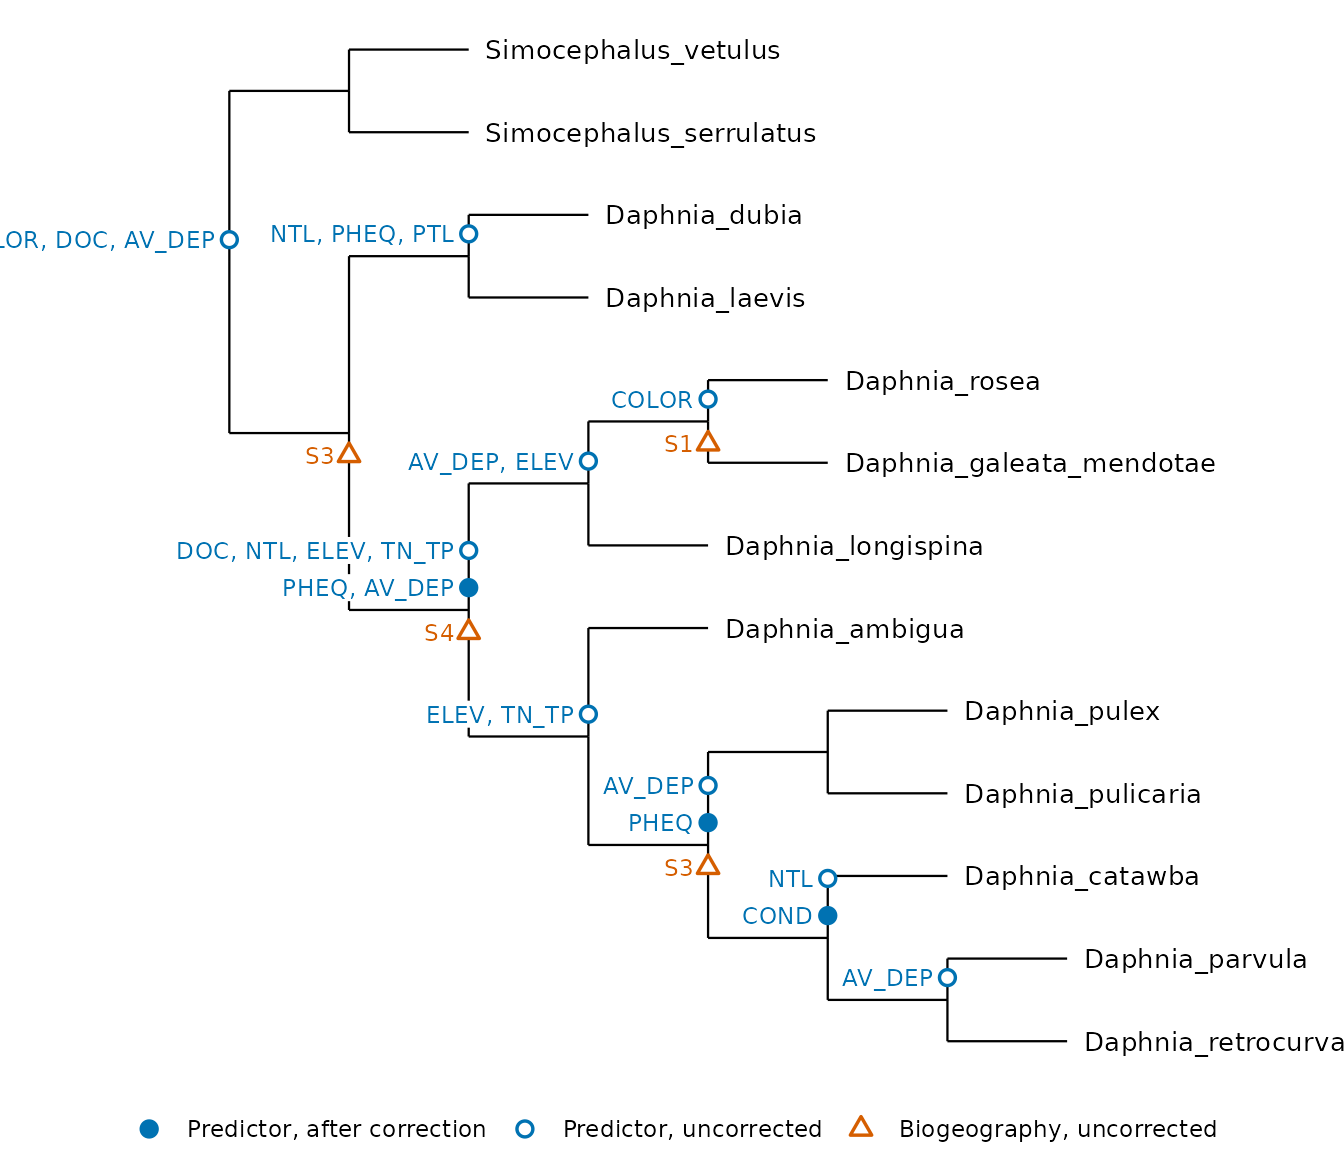 Simocephalus_vetulus
Simocephalus_serrulatus
Daphnia_dubia
LOR, DOC, AV_DEP
NTL, PHEQ, PTL
Daphnia_laevis
Daphnia_rosea
COLOR
S1
S3
AV_DEP, ELEV
Daphnia_galeata_mendotae
Daphnia_longispina
DOC, NTL, ELEV, TN_TP
PHEQ, AV_DEP
S4
Daphnia_ambigua
ELEV, TN_TP
Daphnia_pulex
AV_DEP
Daphnia_pulicaria
PHEQ
S3
NTL
Daphnia_catawba
COND
Daphnia_parvula
AV_DEP
Daphnia_retrocurva
Predictor, after correction
Predictor, uncorrected
Biogeography, uncorrected